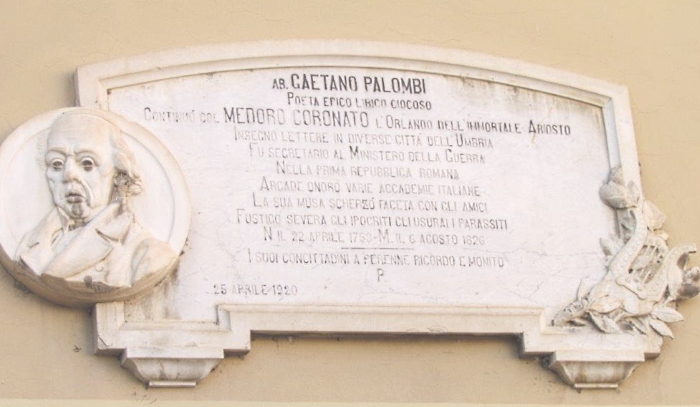 AB. GAETANO PALOMBI
POETA EPICO LIRICO GIOCOSO
CONTINUÒ COL MEDORO CORONATO L'ORLANDO DELL'IMMORTALE ARIOSTO
INSEGNO LETTERE IN DIVERSE CITTÀ DELL'UMBRIA
FU SECRETARIO AL MINISTERO DELLA GUERRA
NELLA PRIMA REPUBBLICA ROMANA
ARCADE ONORO VARIE ACCADEMIE ITALIANE
LA SUA MUSA SCHERZÒ FACETA CON GLI AMICI
FUSTIGO SEVERA GLI IPOCRITI GLI USURAI I PARASSITI
N. IL 22 APRILE 1753-M. IL 6 AGOSTO 1826
I SUOI CONCITTADINI A PERENNE RICORDO E MONITO
P.
25 APRILE-1920